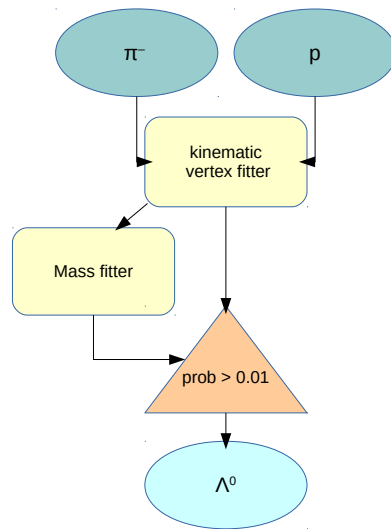 π⁻
p
kinematic
vertex fitter
Mass fitter
prob > 0.01
Λ⁰